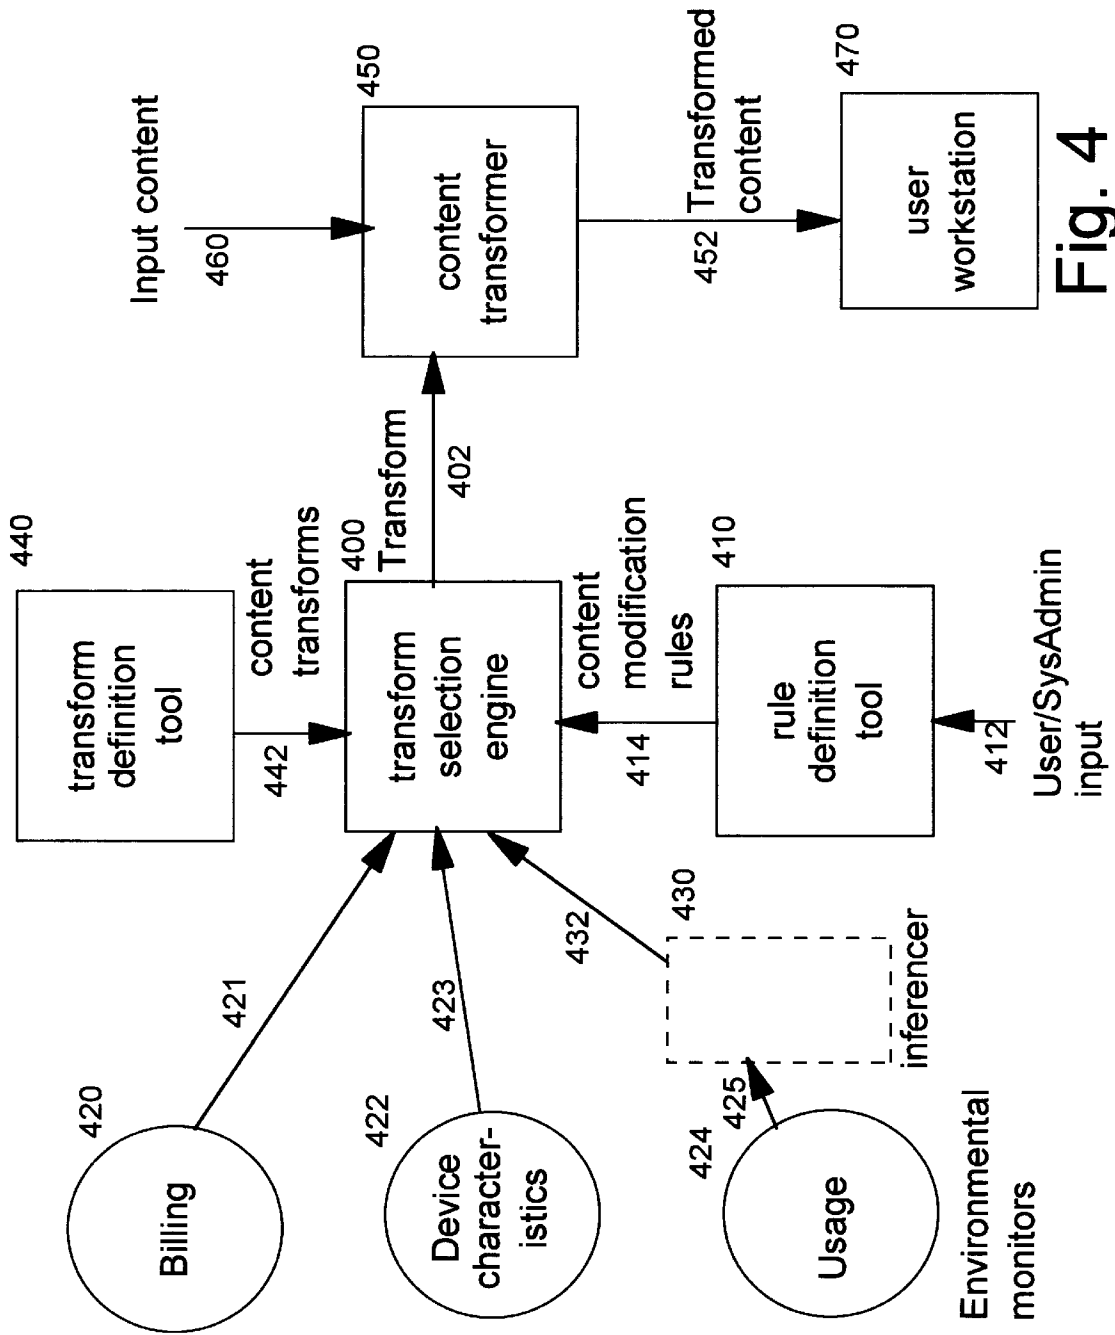 440
transform
definition
tool
442
content
transforms
Input content
460
420
Billing
421
400
transform
selection
engine
Transform
402
450
content
transformer
422
Device
character-
istics
423
432
414
content
modification
rules
452
Transformed
content
424
425
Usage
430
inferencer
410
rule
definition
tool
470
user
workstation
Environmental
monitors
412
User/SysAdmin
input
Fig. 4